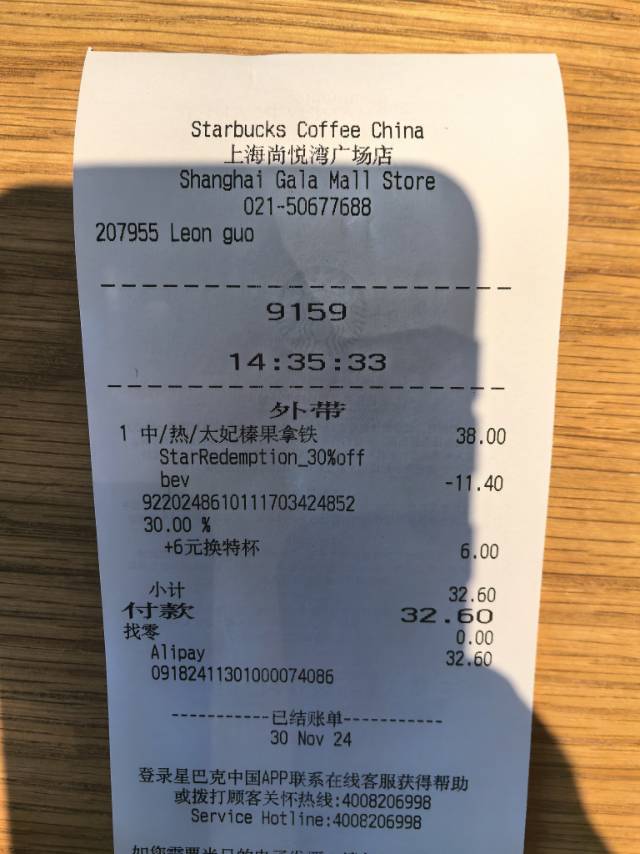 Starbucks Coffee China
上海尚悦湾广场店
Shanghai Gala Mall Store
021-50677688
207955 Leon guo
9159
14:35:33
外带
1 中/热/太妃榛果拿铁 38.00
StarRedemption_30%off
bev -11.40
9220248610111703424852
30.00 %
+6元换特杯 6.00
小计 32.60
付款 32.60
找零 0.00
Alipay 32.60
09182411301000074086
-----------已结账单-----------
30 Nov 24
登录星巴克中国APP联系在线客服获得帮助
或拨打顾客关怀热线:4008206998
Service Hotline:4008206998